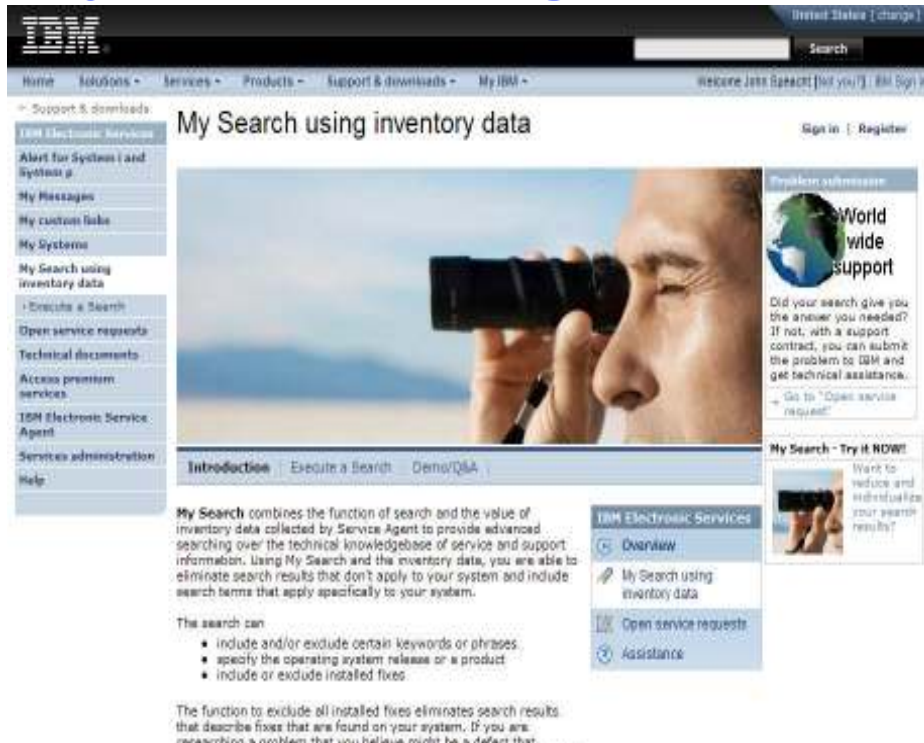 United States [ change ]
IBM
Search
Home Solutions Services Products Support & downloads My IBM
Welcome John [Not you?] IBM Sign
Support & downloads
IBM Electronic Services
Alert for System i and
System p
My Messages
My custom links
My Systems
My Search using
inventory data
Execute a Search
Open service requests
Technical documents
Access premium
services
IBM Electronic Service
Agent
Services administration
Help
My Search using inventory data
Sign in | Register
Problem submission
World
wide
support
Did your search give you
the answer you needed?
If not, with a support
contract, you can submit
the problem to IBM and
get technical assistance.
Go to "Open service
request"
My Search - Try it NOW!
Want to
reduce and
individualize
your search
results?
Introduction Execute a Search Demo/Q&A
My Search combines the function of search and the value of
inventory data collected by Service Agent to provide advanced
searching over the technical knowledgebase of service and support
information. Using My Search and the inventory data, you are able to
eliminate search results that don't apply to your system and include
search terms that apply specifically to your system.
The search can
• include and/or exclude certain keywords or phrases
• specify the operating system release or a product
• include or exclude installed fixes
The function to exclude all installed fixes eliminates search results
that describe fixes that are found on your system. If you are
researching a problem that you believe might be a defect that
IBM Electronic Services
Overview
My Search using
inventory data
Open service requests
Assistance